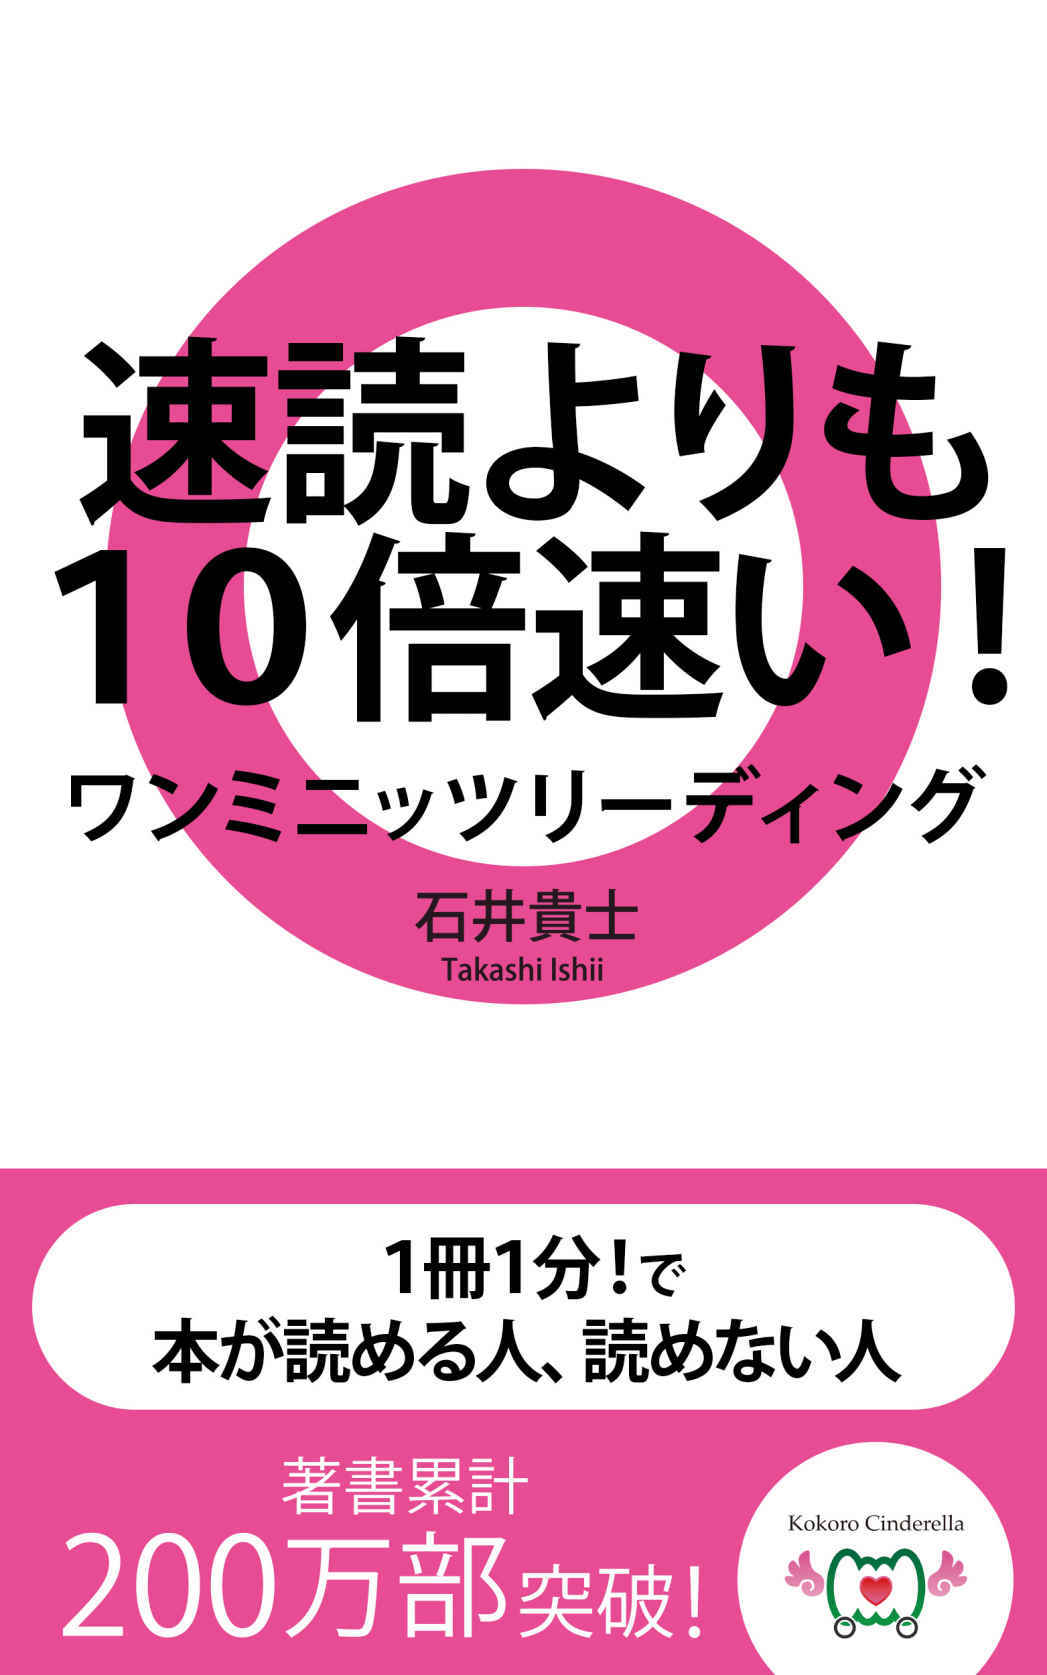 速読よりも
10倍速い！
ワンミニッツリーディング
石井貴士
Takashi Ishii
1冊1分！で
本が読める人、読めない人
著書累計
200万部突破！
Kokoro Cinderella